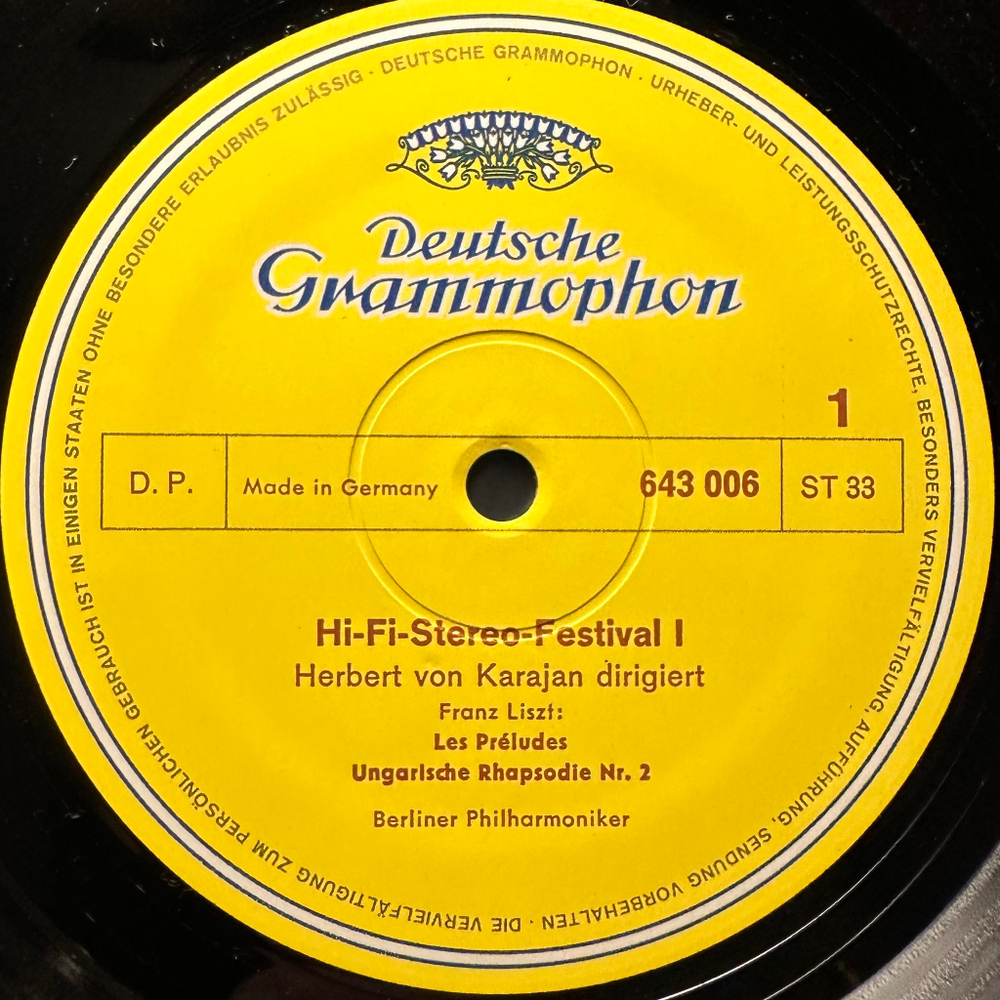 DEUTSCHE GRAMMOPHON · URHEBER- UND LEISTUNGSSCHUTZRECHTE, BESONDERS VERVIELFÄLTIGUNG, AUFFÜHRUNG, SENDUNG VORBEHALTEN · DIE VERVIELFÄLTIGUNG ZUM PERSÖNLICHEN GEBRAUCH IST IN EINIGEN STAATEN OHNE BESONDERE ERLAUBNIS ZULÄSSIG ·
Deutsche
Grammophon
1
D. P. Made in Germany 643 006 ST 33
Hi-Fi-Stereo-Festival I
Herbert von Karajan dirigiert
Franz Liszt:
Les Préludes
Ungarische Rhapsodie Nr. 2
Berliner Philharmoniker